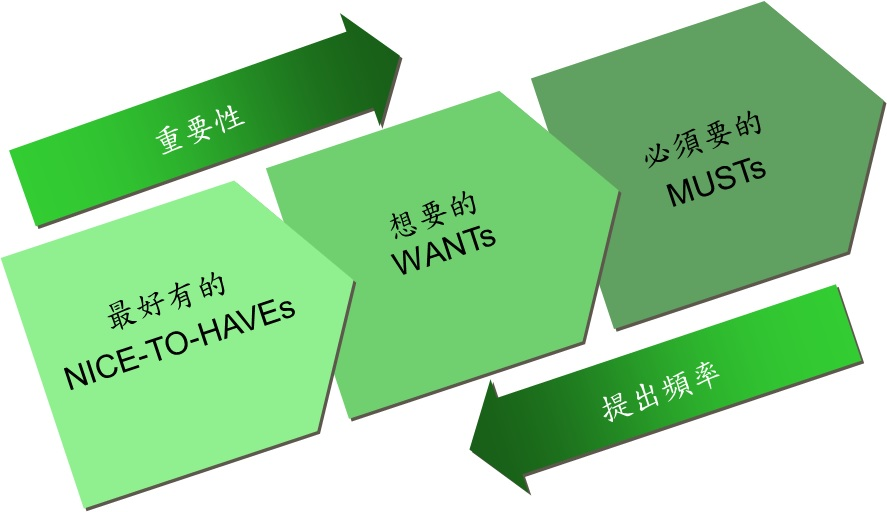 重要性
最好有的
NICE-TO-HAVEs
想要的
WANTs
必須要的
MUSTs
提出頻率